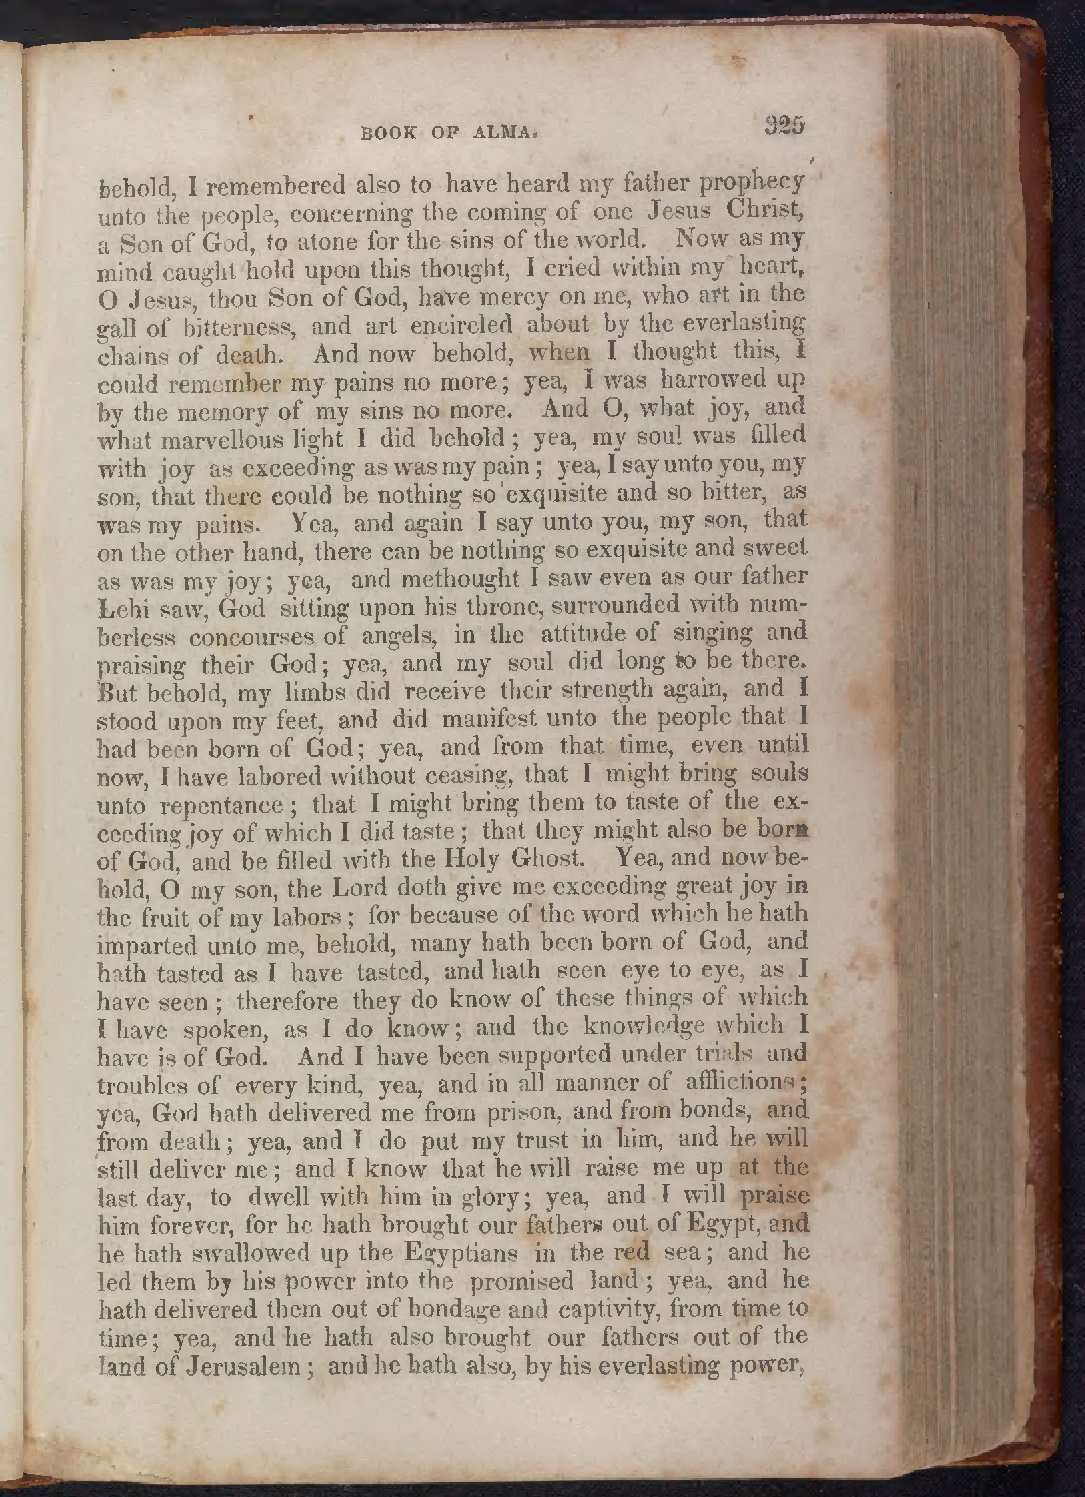 BOOK OF ALMA. 325
behold, I remembered also to have heard my father prophecy
unto the people, concerning the coming of one Jesus Christ,
a Son of God, to atone for the sins of the world. Now as my
mind caught hold upon this thought, I cried within my heart,
O Jesus, thou Son of God, have mercy on me, who art in the
gall of bitterness, and art encircled about by the everlasting
chains of death. And now behold, when I thought this, I
could remember my pains no more; yea, I was harrowed up
by the memory of my sins no more. And O, what joy, and
what marvellous light I did behold; yea, my soul was filled
with joy as exceeding as was my pain; yea, I say unto you, my
son, that there could be nothing so exquisite and so bitter, as
was my pains. Yea, and again I say unto you, my son, that
on the other hand, there can be nothing so exquisite and sweet
as was my joy; yea, and methought I saw even as our father
Lehi saw, God sitting upon his throne, surrounded with num-
berless concourses of angels, in the attitude of singing and
praising their God; yea, and my soul did long to be there.
But behold, my limbs did receive their strength again, and I
stood upon my feet, and did manifest unto the people that I
had been born of God; yea, and from that time, even until
now, I have labored without ceasing, that I might bring souls
unto repentance; that I might bring them to taste of the ex-
ceeding joy of which I did taste; that they might also be born
of God, and be filled with the Holy Ghost. Yea, and now be-
hold, O my son, the Lord doth give me exceeding great joy in
the fruit of my labors; for because of the word which he hath
imparted unto me, behold, many hath been born of God, and
hath tasted as I have tasted, and hath seen eye to eye, as I
have seen; therefore they do know of these things of which
I have spoken, as I do know; and the knowledge which I
have is of God. And I have been supported under trials and
troubles of every kind, yea, and in all manner of afflictions;
yea, God hath delivered me from prison, and from bonds, and
from death; yea, and I do put my trust in him, and he will
still deliver me; and I know that he will raise me up at the
last day, to dwell with him in glory; yea, and I will praise
him forever, for he hath brought our fathers out of Egypt, and
he hath swallowed up the Egyptians in the red sea; and he
led them by his power into the promised land; yea, and he
hath delivered them out of bondage and captivity, from time to
time; yea, and he hath also brought our fathers out of the
land of Jerusalem; and he hath also, by his everlasting power,